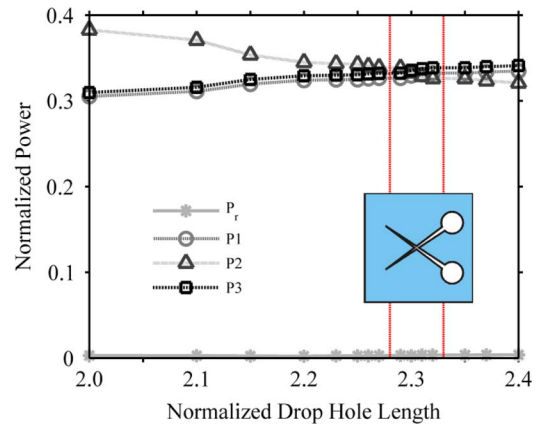 0.4
0.3
0.2
0.1
0
Normalized Power
P_r
P1
P2
P3
2.0 2.1 2.2 2.3 2.4
Normalized Drop Hole Length